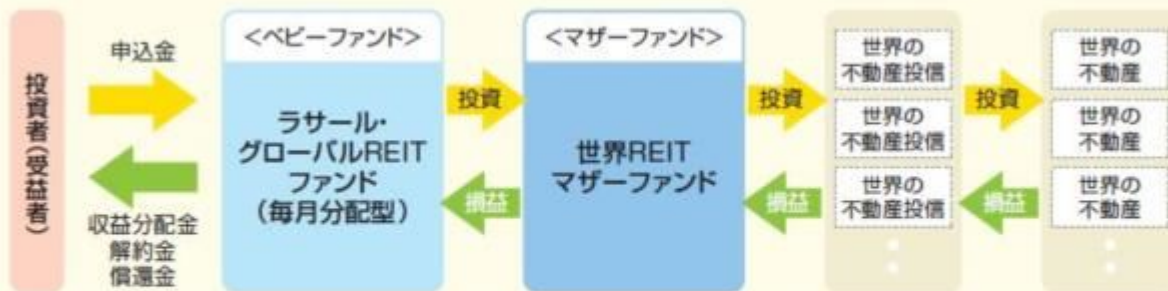 投資者(受益者)
申込金
収益分配金
解約金
償還金
<ベビーファンド>
ラサール・
グローバルREIT
ファンド
(毎月分配型)
投資
損益
<マザーファンド>
世界REIT
マザーファンド
投資
損益
世界の
不動産投信
世界の
不動産投信
世界の
不動産投信
投資
損益
世界の
不動産
世界の
不動産
世界の
不動産